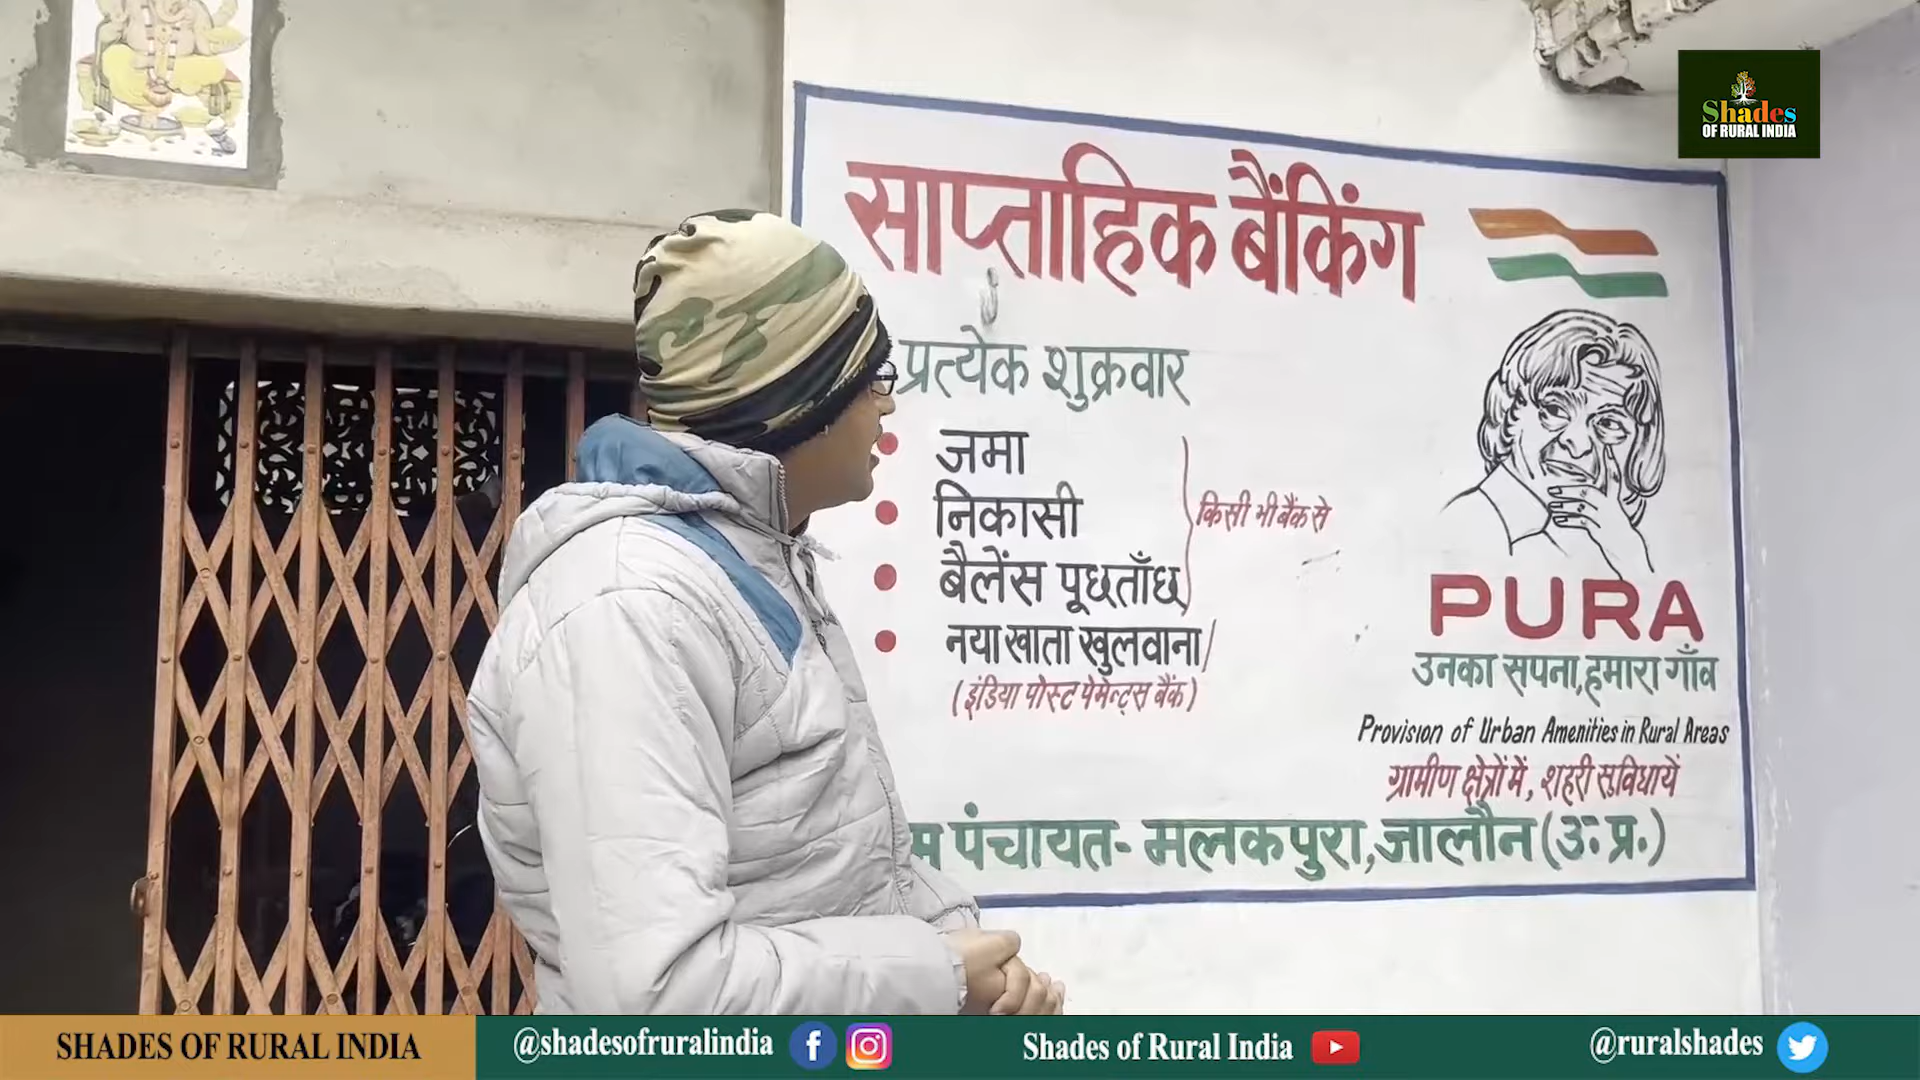 Shades
OF RURAL INDIA
साप्ताहिक बैंकिंग
प्रत्येक शुक्रवार
जमा
निकासी
बैलेंस पूछताँछ
किसी भी बैंक से
नया खाता खुलवाना
(इंडिया पोस्ट पेमेन्ट्स बैंक)
PURA
उनका सपना, हमारा गाँव
Provision of Urban Amenities in Rural Areas
ग्रामीण क्षेत्रों में, शहरी सुविधायें
पंचायत- मलकपुरा, जालौन (उ. प्र.)
SHADES OF RURAL INDIA
@shadesofruralindia
Shades of Rural India
@ruralshades